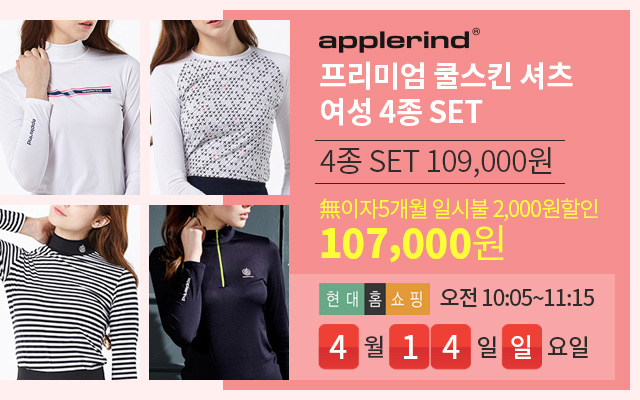 applerind®
프리미엄 쿨스킨 셔츠
여성 4종 SET
4종 SET 109,000원
無이자5개월 일시불 2,000원할인
107,000원
현대홈쇼핑 오전 10:05~11:15
4월 14일 일요일
applerind
applerind